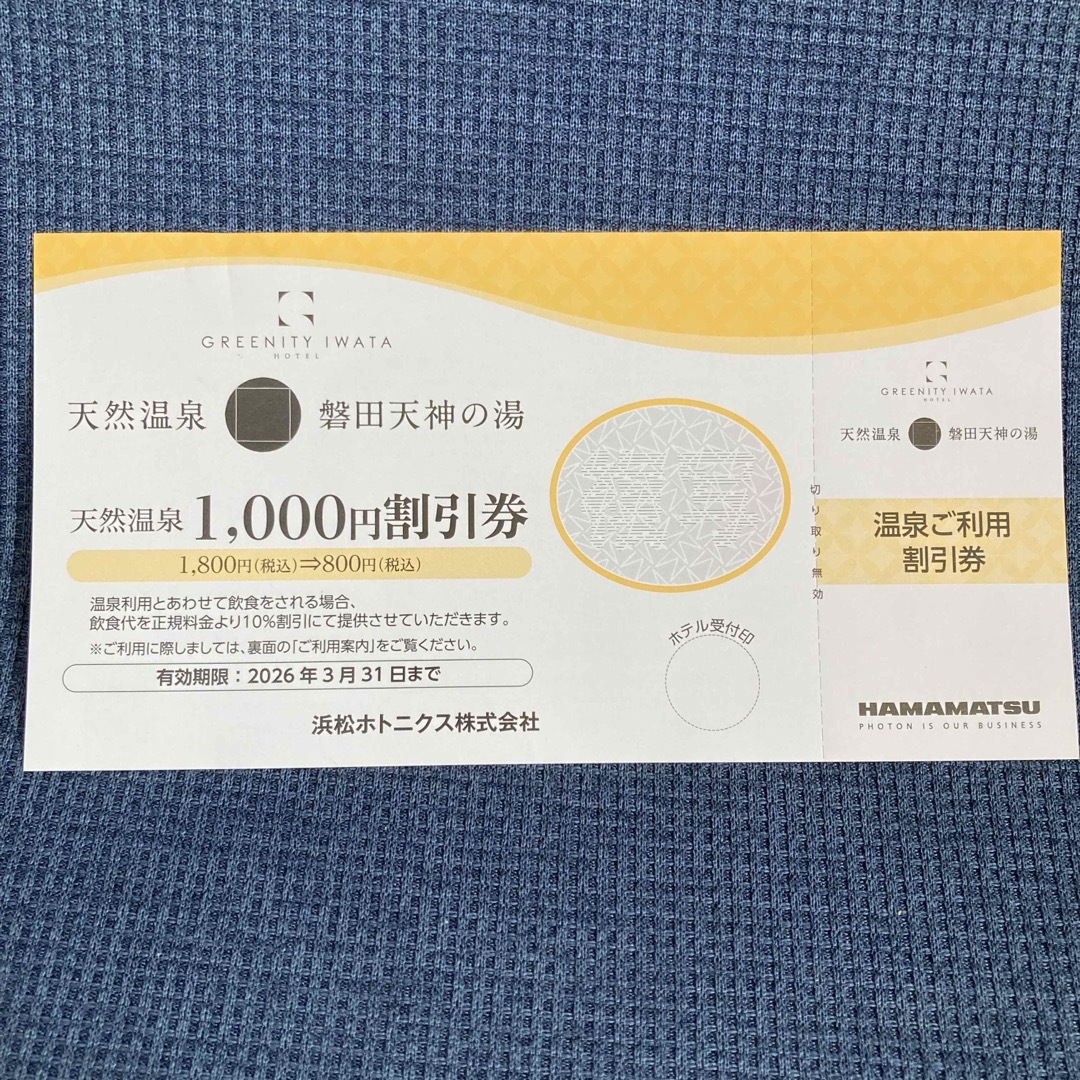 GREENITY IWATA
HOTEL
天然温泉 磐田天神の湯
天然温泉 1,000円割引券
1,800円(税込)⇒800円(税込)
温泉利用とあわせて飲食をされる場合、
飲食代を正規料金より10%割引にて提供させていただきます。
※ご利用に際しましては、裏面の「ご利用案内」をご覧ください。
有効期限：2026年3月31日まで
浜松ホトニクス株式会社
ホテル受付印
切り取り無効
GREENITY IWATA
HOTEL
天然温泉 磐田天神の湯
温泉ご利用
割引券
HAMAMATSU
PHOTON IS OUR BUSINESS